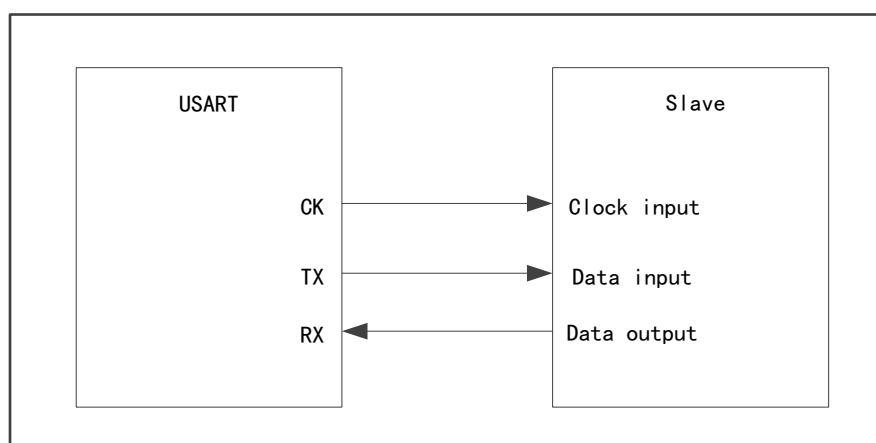 USART
Slave
CK
Clock input
TX
Data input
RX
Data output